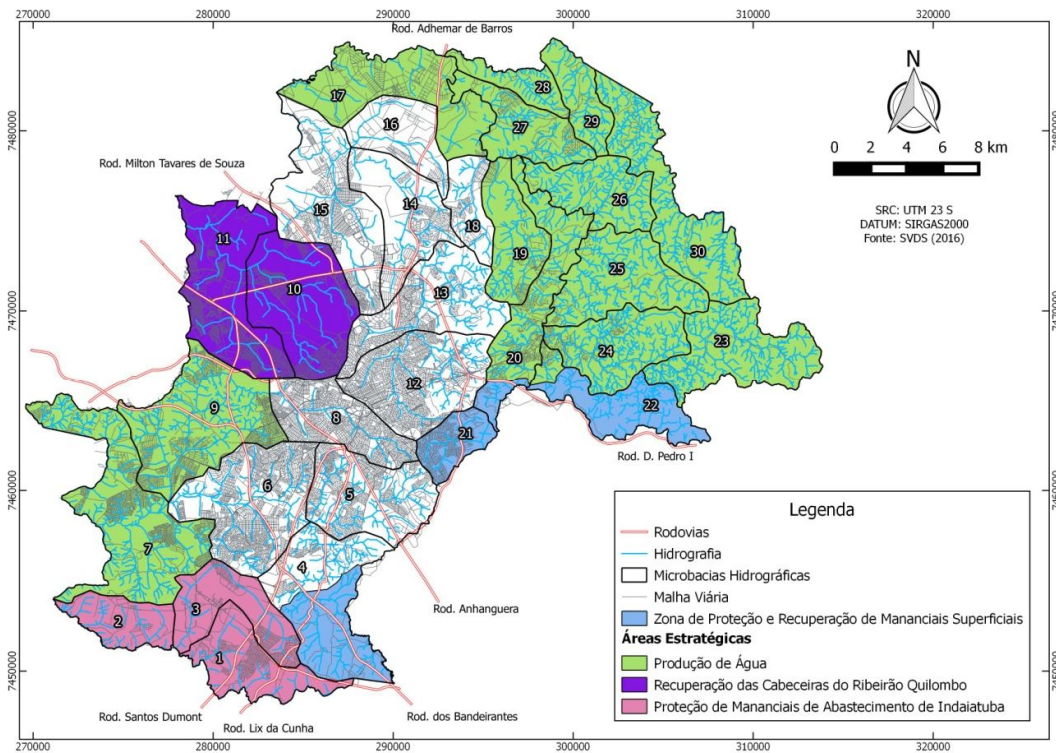 270000 280000 290000 300000 310000 320000
Rod. Adhemar de Barros
N
7480000
7480000
0 2 4 6 8 km
Rod. Milton Tavares de Souza
SRC: UTM 23 S
DATUM: SIRGAS2000
Fonte: SVDS (2016)
17
16
28
27
29
15
14
18
26
11
10
19
25
30
13
7470000
7470000
20
24
23
9
12
22
8
21
Rod. D. Pedro I
7460000
7460000
6
5
7
4
Rod. Anhanguera
2
3
1
7450000
7450000
Rod. Santos Dumont
Rod. Lix da Cunha
Rod. dos Bandeirantes
Legenda
Rodovias
Hidrografia
Microbacias Hidrográficas
Malha Viária
Zona de Proteção e Recuperação de Mananciais Superficiais
Áreas Estratégicas
Produção de Água
Recuperação das Cabeceiras do Ribeirão Quilombo
Proteção de Mananciais de Abastecimento de Indaiatuba
270000 280000 290000 300000 310000 320000